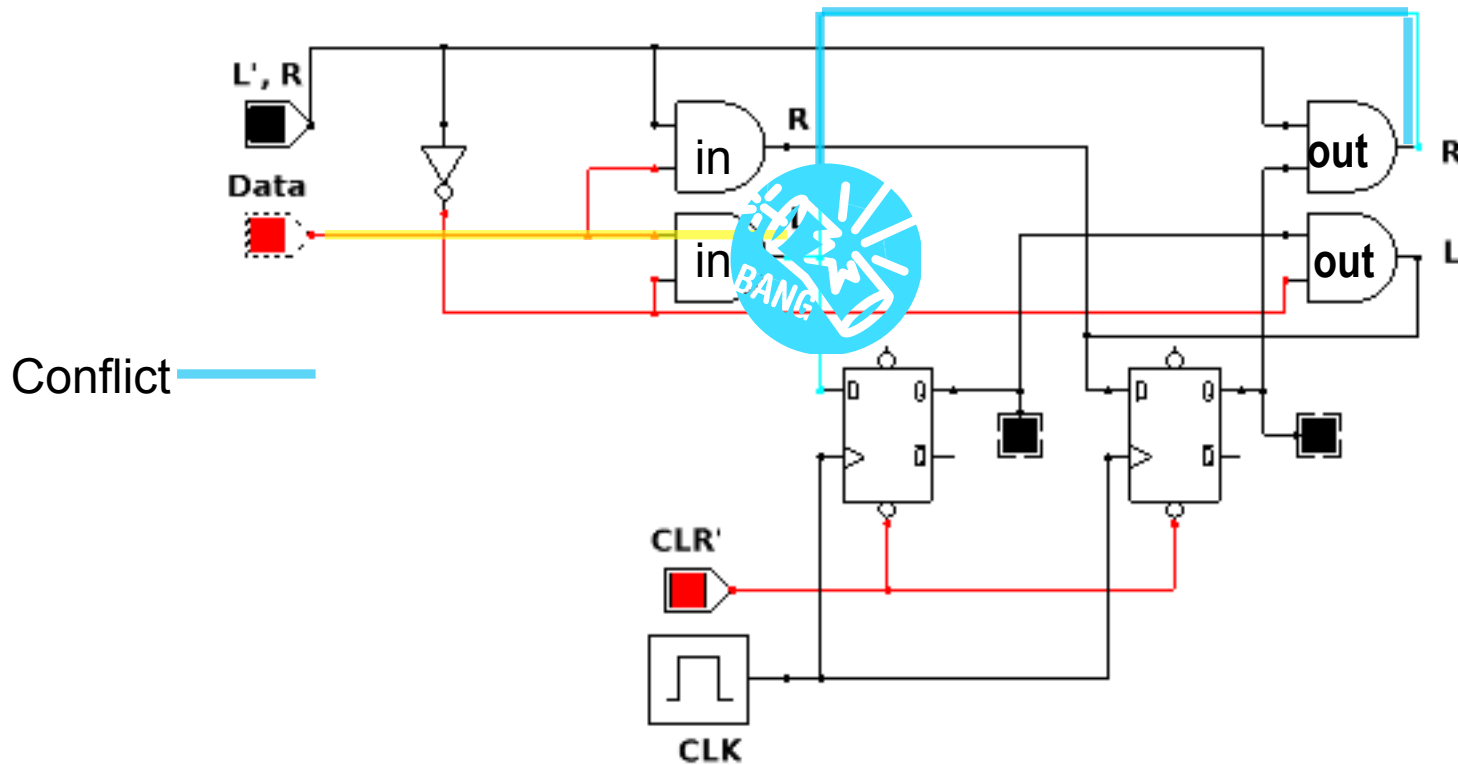 L', R
R
in
out
R
Data
in
BANG
out
L
Conflict
D Q
Q
D Q
Q
CLR'
CLK